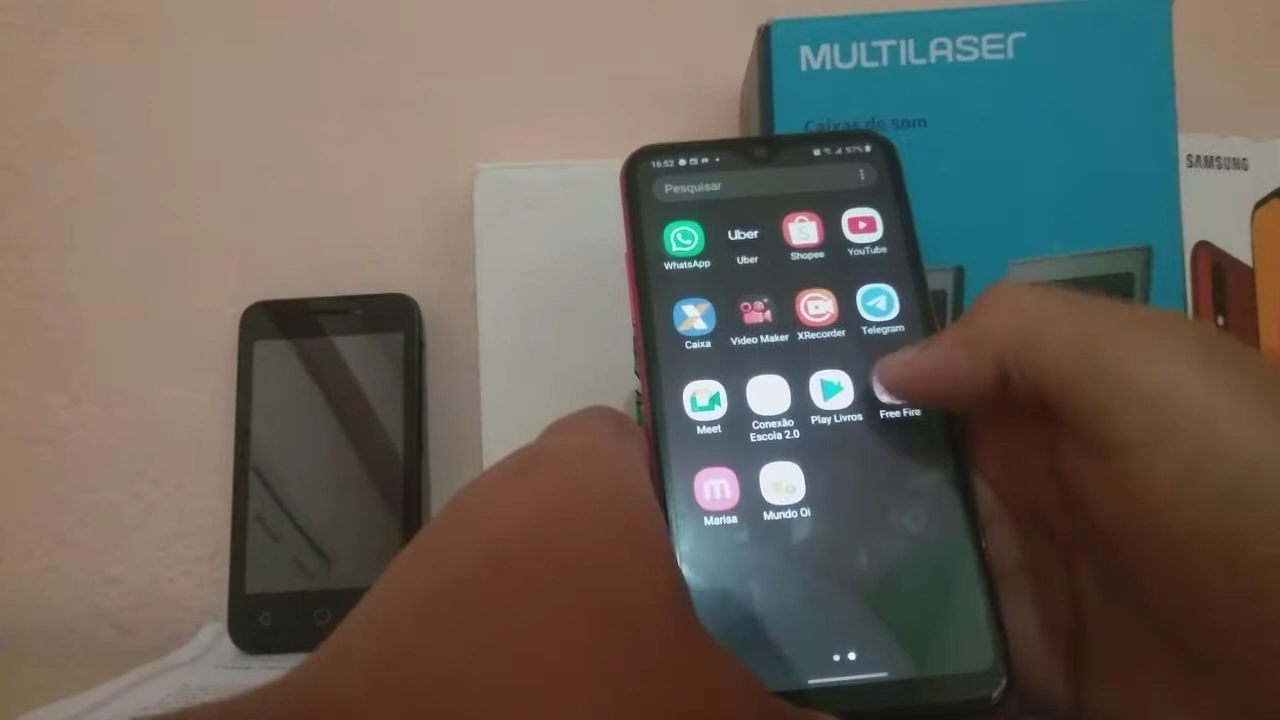 MULTILASER
Caixas de som
SAMSUNG
16:52
97%
Pesquisar
Uber
WhatsApp
Uber
Shopee
YouTube
Caixa
Video Maker
XRecorder
Telegram
Meet
Conexão
Escola 2.0
Play Livros
Free Fire
m
Marisa
Mundo Oi